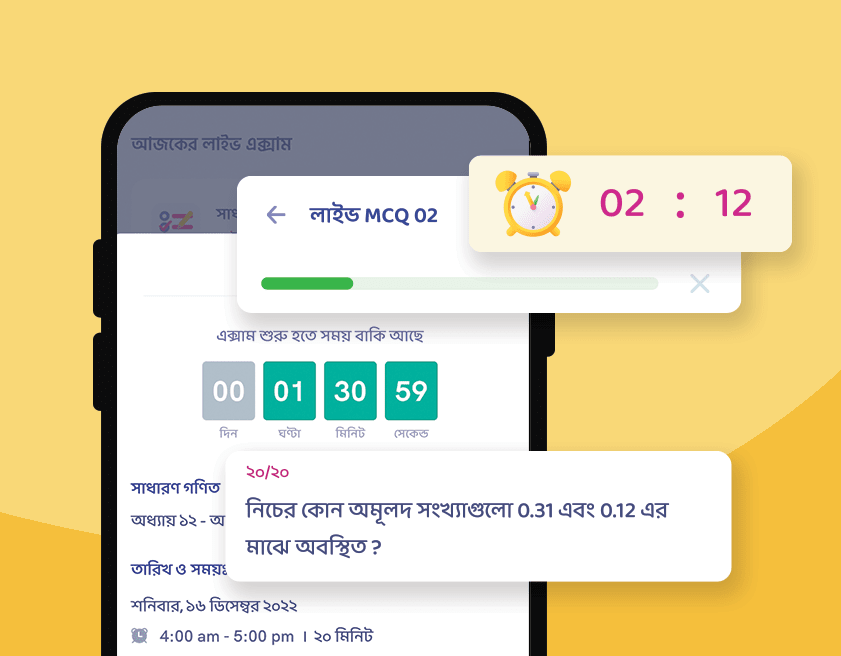 আজকের লাইভ এক্সাম
লাইভ MCQ 02
02 : 12
এক্সাম শুরু হতে সময় বাকি আছে
00 01 30 59
দিন ঘণ্টা মিনিট সেকেন্ড
২০/২০
নিচের কোন অমূলদ সংখ্যাগুলো 0.31 এবং 0.12 এর
মাঝে অবস্থিত ?
সাধারণ গণিত
অধ্যায় ১২ - অ
তারিখ ও সময়ঃ
শনিবার, ১৬ ডিসেম্বর ২০২২
4:00 am - 5:00 pm । ২০ মিনিট